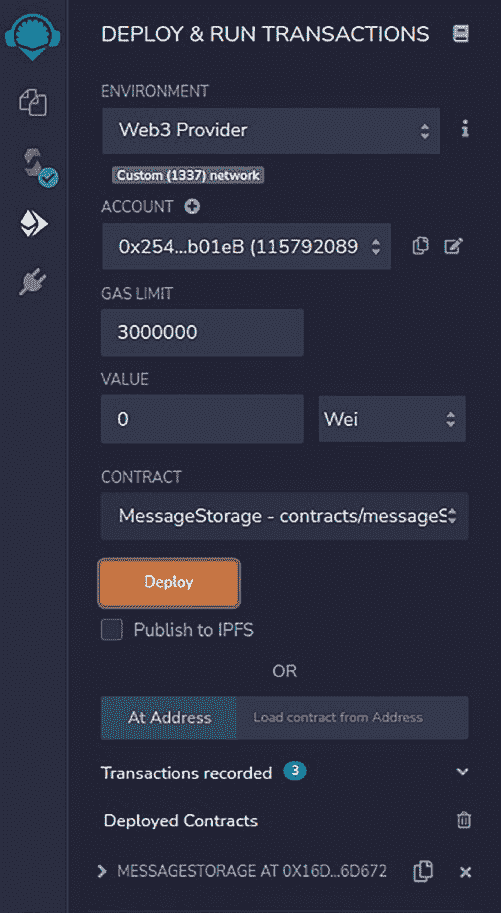 DEPLOY & RUN TRANSACTIONS
ENVIRONMENT
Web3 Provider
i
Custom (1337) network
ACCOUNT
0x254...b01eB (115792089
GAS LIMIT
3000000
VALUE
0
Wei
CONTRACT
MessageStorage - contracts/messageS
Deploy
Publish to IPFS
OR
At Address
Load contract from Address
Transactions recorded 3
Deployed Contracts
MESSAGESTORAGE AT 0X16D...6D672